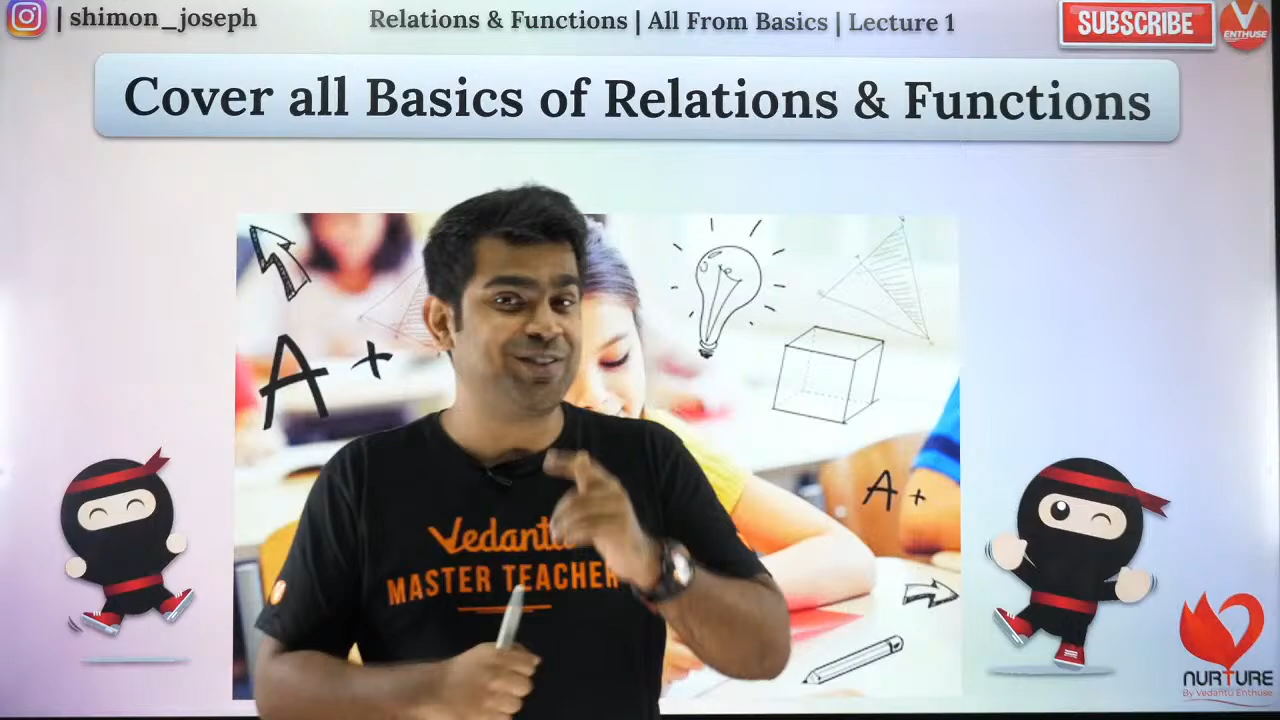 | shimon_joseph
Relations & Functions | All From Basics | Lecture 1
SUBSCRIBE
ENTHUSE
Cover all Basics of Relations & Functions
A +
A +
Vedantu
MASTER TEACHER
NURTURE
By Vedantu Enthuse